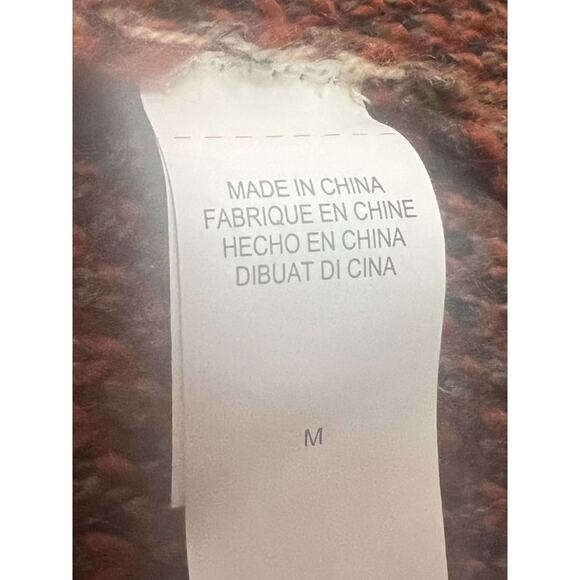 MADE IN CHINA
FABRIQUE EN CHINE
HECHO EN CHINA
DIBUAT DI CINA
M